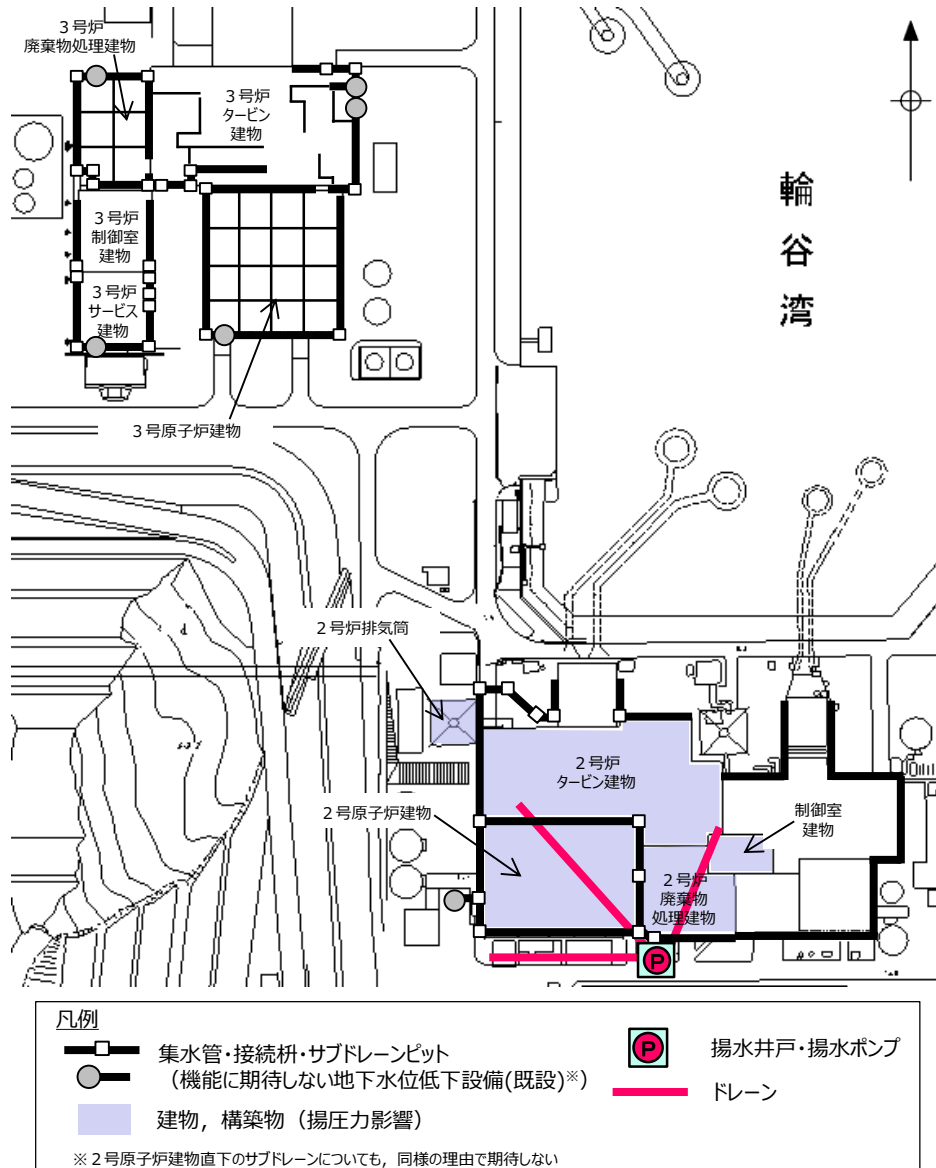 3号炉
廃棄物処理建物
3号炉
タービン
建物
3号炉
制御室
建物
3号炉
サービス
建物
3号原子炉建物
輪
谷
湾
2号炉排気筒
2号炉
タービン建物
2号原子炉建物
制御室
建物
2号炉
廃棄物
処理建物
P
凡例
集水管・接続枡・サブドレーンピット
(機能に期待しない地下水位低下設備(既設)※)
建物,構築物(揚圧力影響)
P
揚水井戸・揚水ポンプ
ドレーン
※2号原子炉建物直下のサブドレーンについても,同様の理由で期待しない